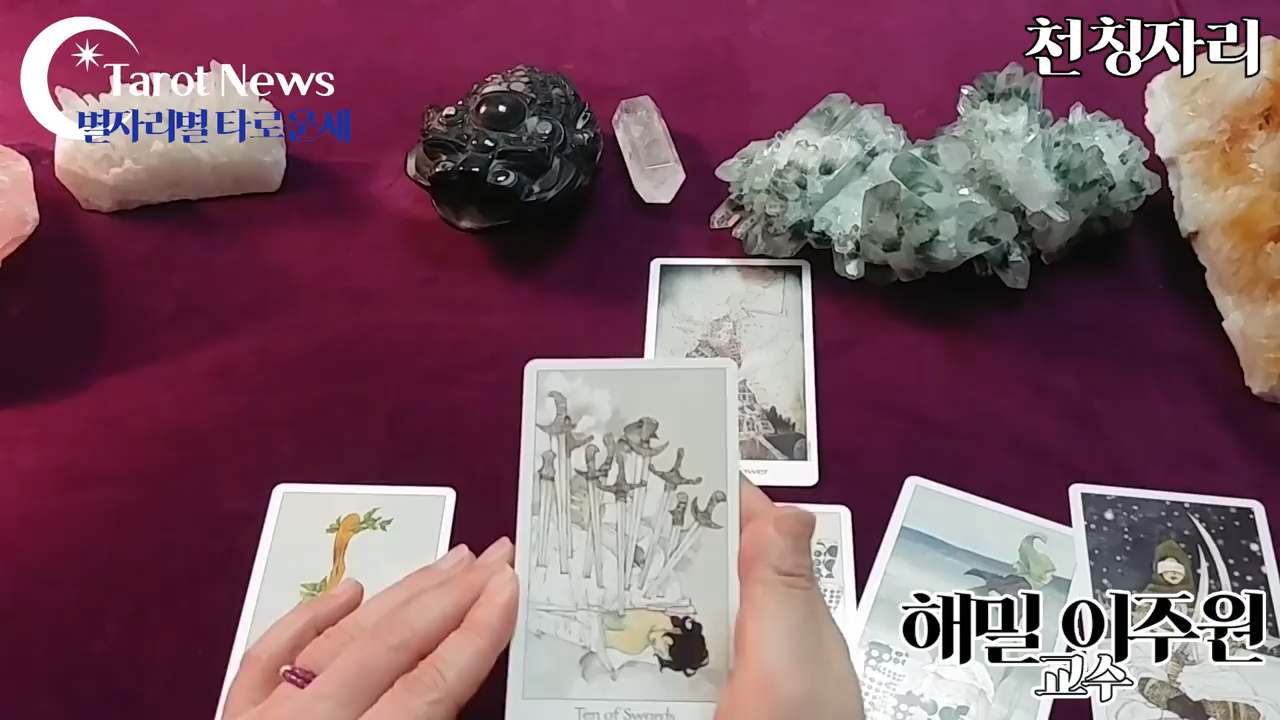 Tarot News
별자리별 타로운세
천칭자리
Ten of Swords
해밀 이주원
교수